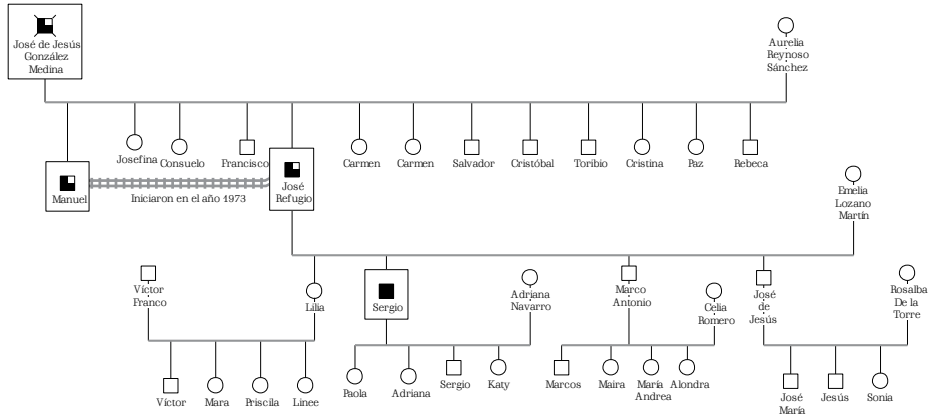 José de Jesús
González
Medina
Aurelia
Reynoso
Sánchez
Josefina
Consuelo
Francisco
Carmen
Carmen
Salvador
Cristóbal
Toribio
Cristina
Paz
Rebeca
Manuel
Iniciaron en el año 1973
José
Refugio
Emelia
Lozano
Martín
Víctor
Franco
Lilia
Sergio
Adriana
Navarro
Marco
Antonio
Celia
Romero
José
de
Jesús
Rosalba
De la
Torre
Víctor
Mara
Priscila
Linee
Paola
Adriana
Sergio
Katy
Marcos
Maira
María
Andrea
Alondra
José
María
Jesús
Sonia